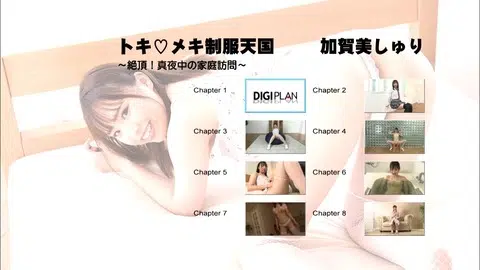 トキ♡メキ制服天国 加賀美しゅり
～絶頂！真夜中の家庭訪問～
Chapter 1
DIGIPLAN
Chapter 2
Chapter 3
Chapter 4
Chapter 5
Chapter 6
Chapter 7
Chapter 8